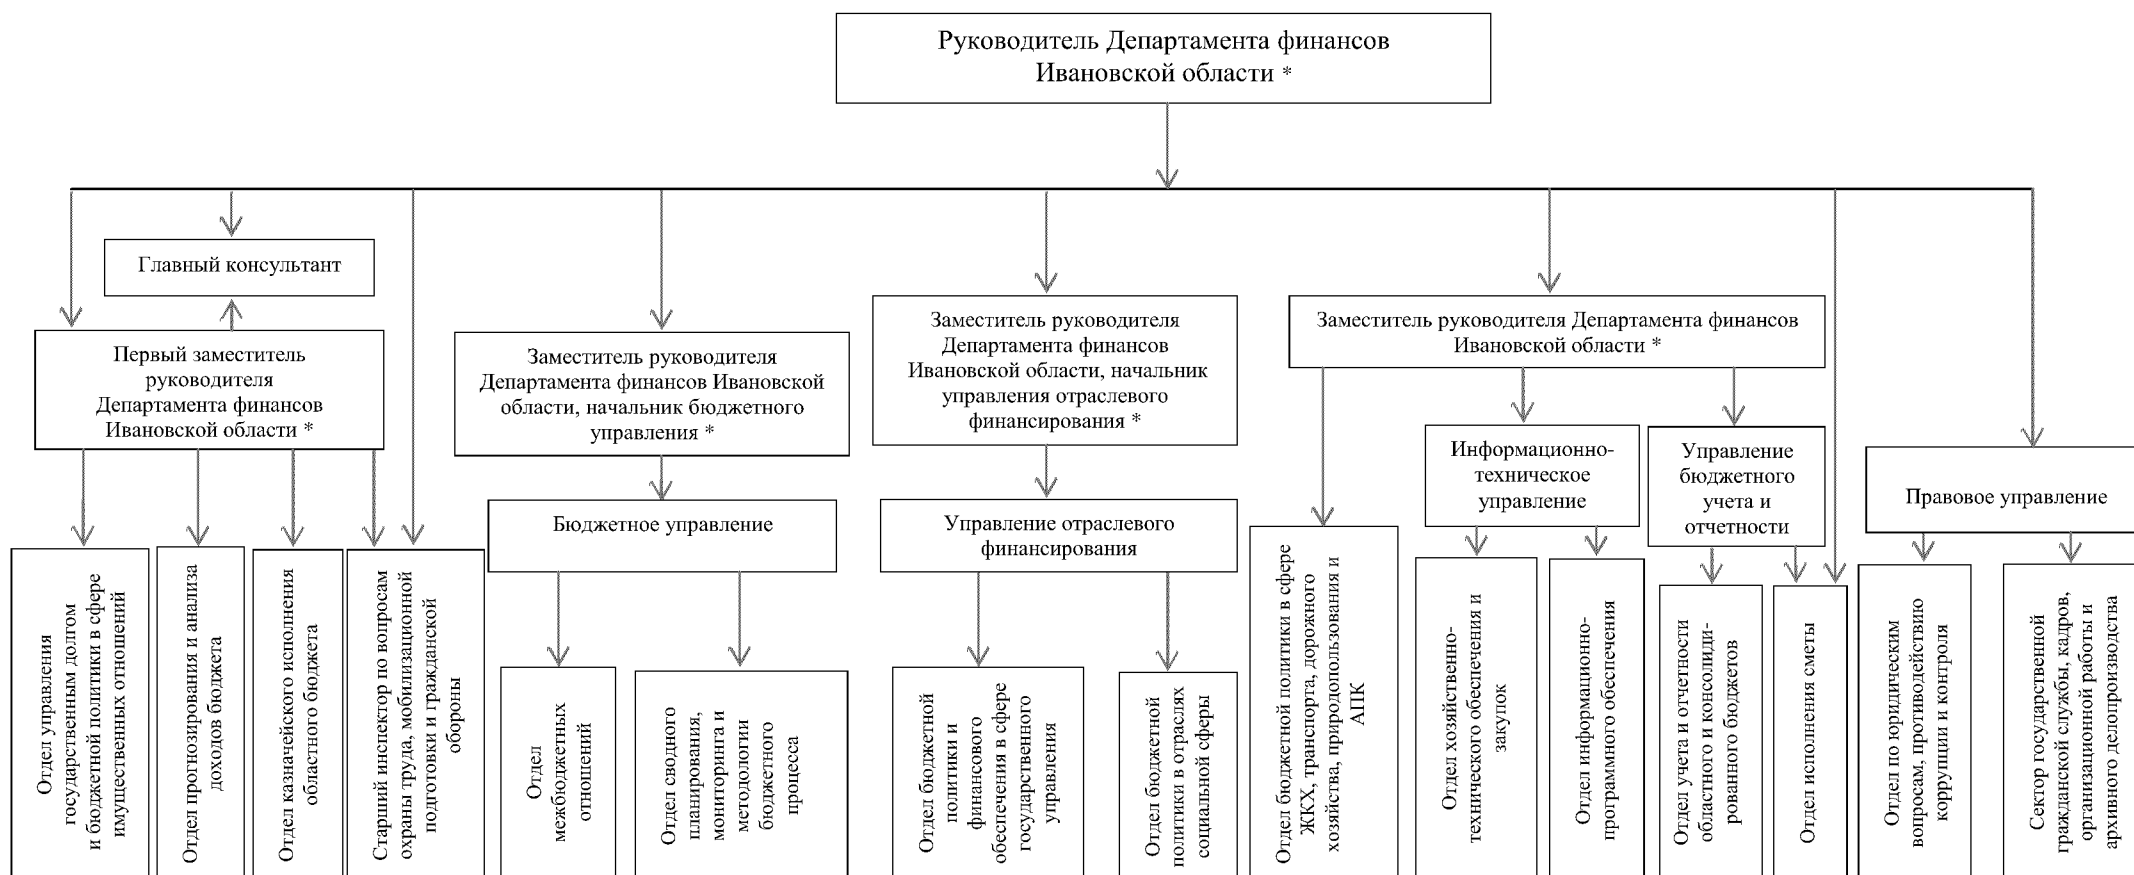 Руководитель Департамента финансов
Ивановской области *
Главный консультант
Первый заместитель
руководителя
Департамента финансов
Ивановской области *
Заместитель руководителя
Департамента финансов Ивановской
области, начальник бюджетного
управления *
Заместитель руководителя
Департамента финансов
Ивановской области, начальник
управления отраслевого
финансирования *
Заместитель руководителя Департамента финансов
Ивановской области *
Бюджетное управление
Управление отраслевого
финансирования
Информационно-
техническое
управление
Управление
бюджетного
учета и
отчетности
Правовое управление
Отдел управления
государственным долгом
и бюджетной политики в сфере
имущественных отношений
Отдел прогнозирования и анализа
доходов бюджета
Отдел казначейского исполнения
областного бюджета
Старший инспектор по вопросам
охраны труда, мобилизационной
подготовки и гражданской
обороны
Отдел
межбюджетных
отношений
Отдел сводного
планирования,
мониторинга и
методологии
бюджетного
процесса
Отдел бюджетной
политики и
финансового
обеспечения в сфере
государственного
управления
Отдел бюджетной
политики в отраслях
социальной сферы
Отдел бюджетной политики в сфере
ЖКХ, транспорта, дорожного
хозяйства, природопользования и
АПК
Отдел хозяйственно-
технического обеспечения и
закупок
Отдел информационно-
программного обеспечения
Отдел учета и отчетности
областного и консолиди-
рованного бюджетов
Отдел исполнения сметы
Отдел по юридическим
вопросам, противодействию
коррупции и контроля
Сектор государственной
гражданской службы, кадров,
организационной работы и
архивного делопроизводства